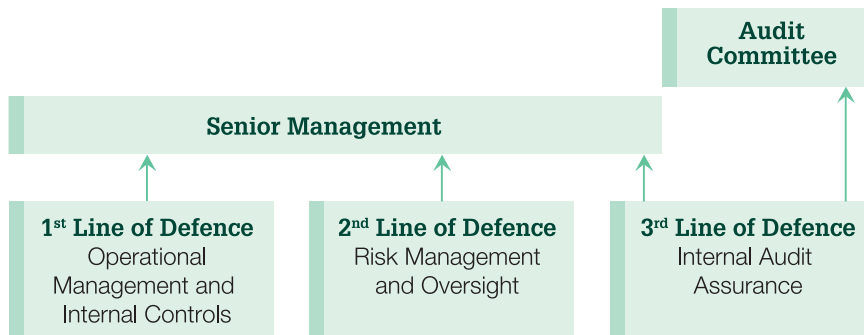 Audit
Committee
Senior Management
1st Line of Defence
Operational
Management and
Internal Controls
2nd Line of Defence
Risk Management
and Oversight
3rd Line of Defence
Internal Audit
Assurance